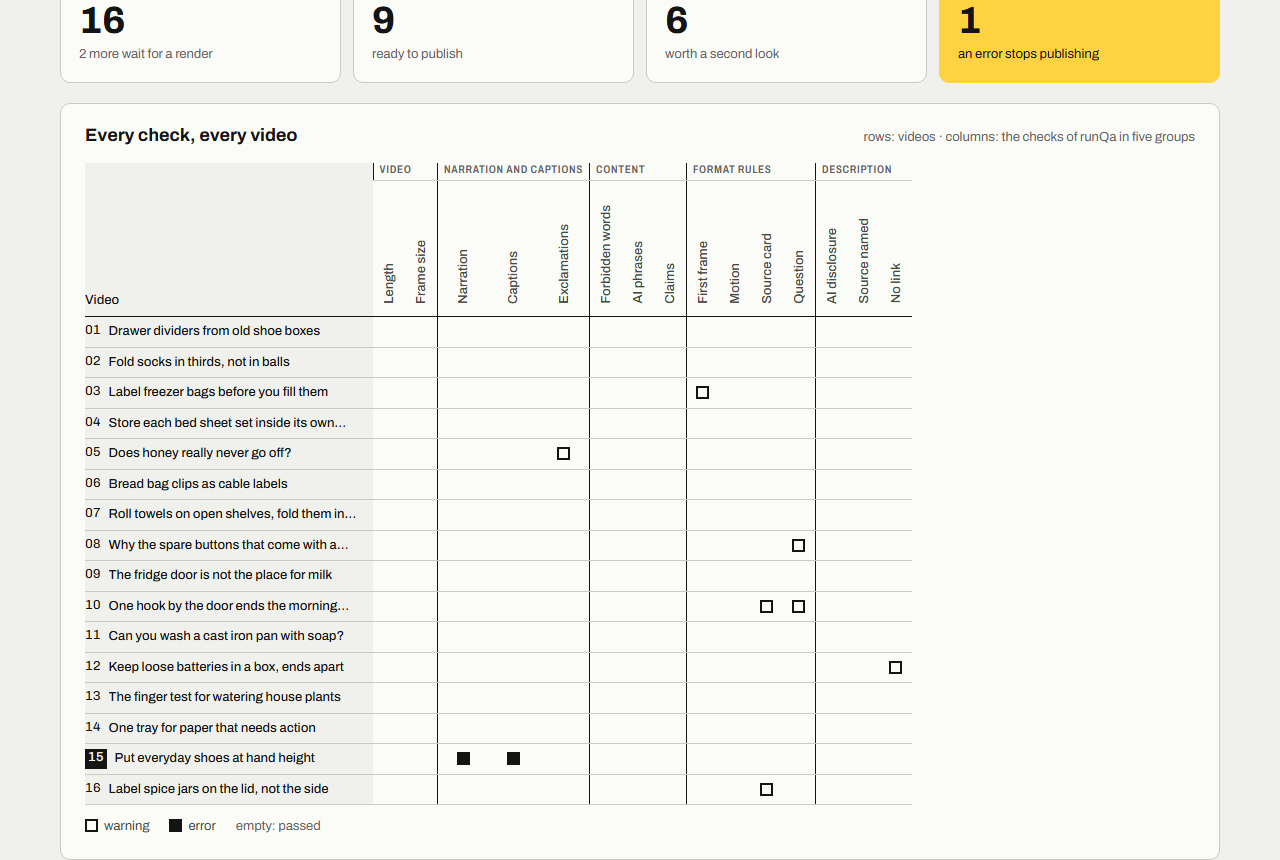 16
2 more wait for a render
9
ready to publish
6
worth a second look
1
an error stops publishing
Every check, every video
rows: videos · columns: the checks of runQa in five groups
VIDEO
NARRATION AND CAPTIONS
CONTENT
FORMAT RULES
DESCRIPTION
Video
Length
Frame size
Narration
Captions
Exclamations
Forbidden words
AI phrases
Claims
First frame
Motion
Source card
Question
AI disclosure
Source named
No link
01 Drawer dividers from old shoe boxes
02 Fold socks in thirds, not in balls
03 Label freezer bags before you fill them
04 Store each bed sheet set inside its own…
05 Does honey really never go off?
06 Bread bag clips as cable labels
07 Roll towels on open shelves, fold them in…
08 Why the spare buttons that come with a…
09 The fridge door is not the place for milk
10 One hook by the door ends the morning…
11 Can you wash a cast iron pan with soap?
12 Keep loose batteries in a box, ends apart
13 The finger test for watering house plants
14 One tray for paper that needs action
15 Put everyday shoes at hand height
16 Label spice jars on the lid, not the side
warning
error
empty: passed